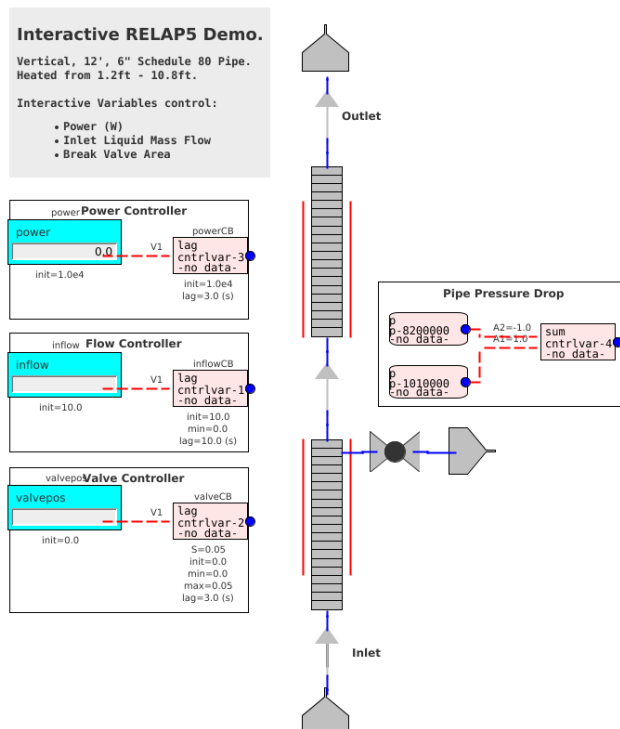 Interactive RELAP5 Demo.
Vertical, 12', 6" Schedule 80 Pipe.
Heated from 1.2ft - 10.8ft.
Interactive Variables control:
• Power (W)
• Inlet Liquid Mass Flow
• Break Valve Area
Outlet
power Power Controller
power
0.0
init=1.0e4
V1
powerCB
lag
cntrlvar-3
-no data-
init=1.0e4
lag=3.0 (s)
inflow Flow Controller
inflow
init=10.0
V1
inflowCB
lag
cntrlvar-1
-no data-
init=10.0
min=0.0
lag=10.0 (s)
valvepos Valve Controller
valvepos
init=0.0
V1
valveCB
lag
cntrlvar-2
-no data-
S=0.05
init=0.0
min=0.0
max=0.05
lag=3.0 (s)
Pipe Pressure Drop
p
p-8200000
-no data-
p
p-1010000
-no data-
A2=-1.0
A1=1.0
sum
cntrlvar-4
-no data-
Inlet